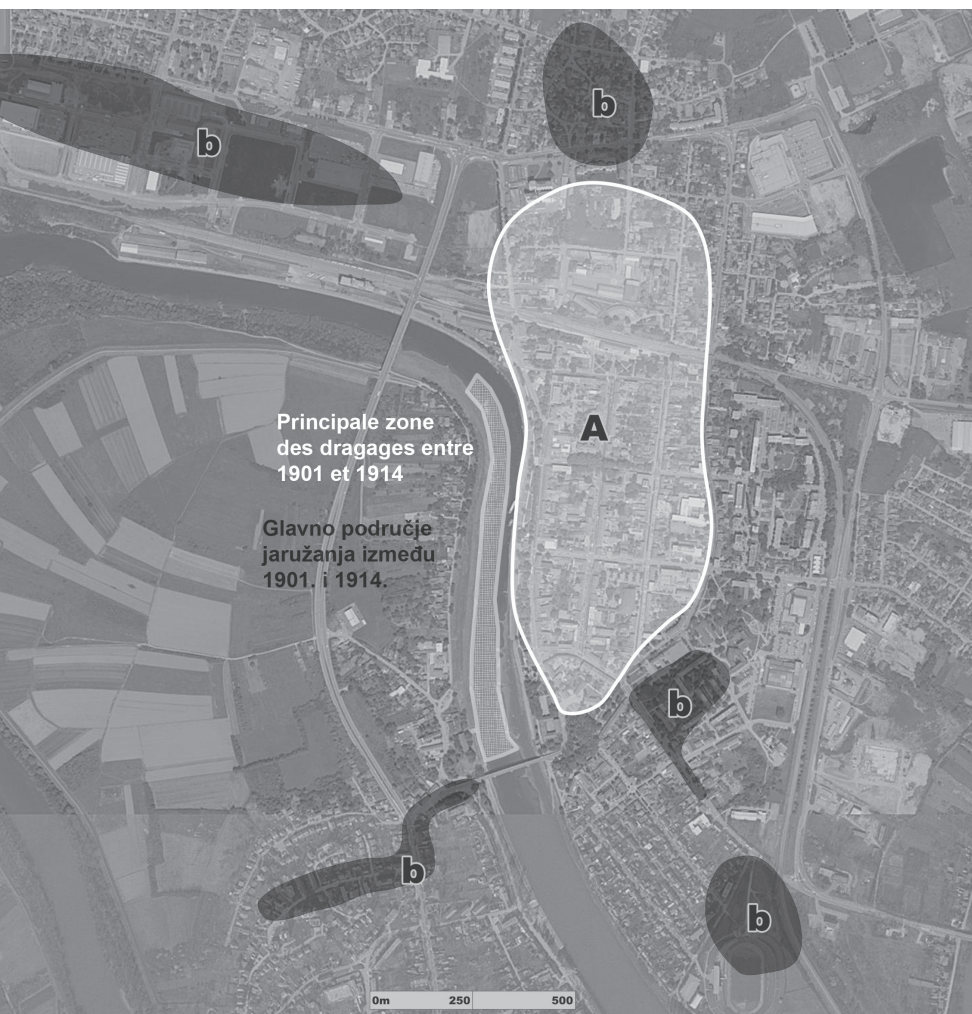 b
b
A
Principale zone
des dragages entre
1901 et 1914
Glavno područje
jaružanja između
1901. i 1914.
b
b
b
0m 250 500